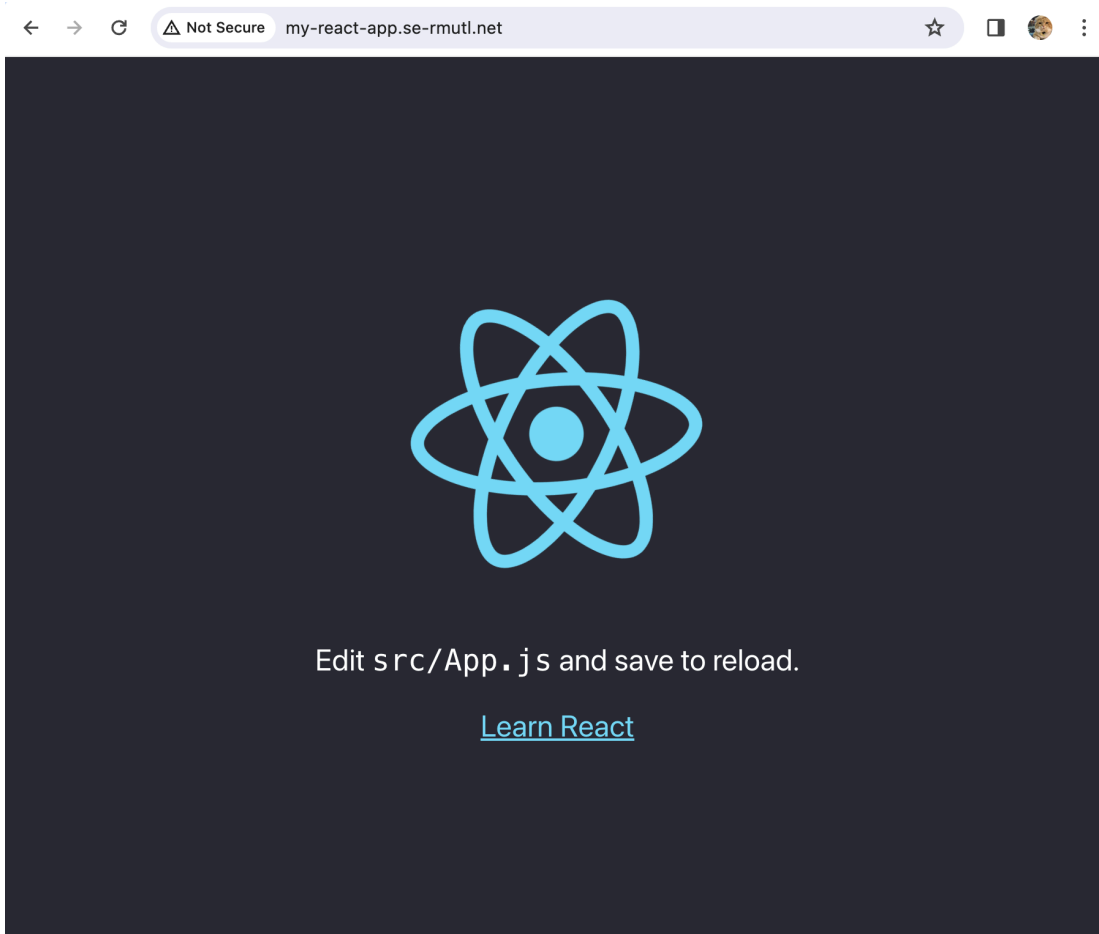 Not Secure my-react-app.se-rmutl.net
Edit src/App.js and save to reload.
Learn React